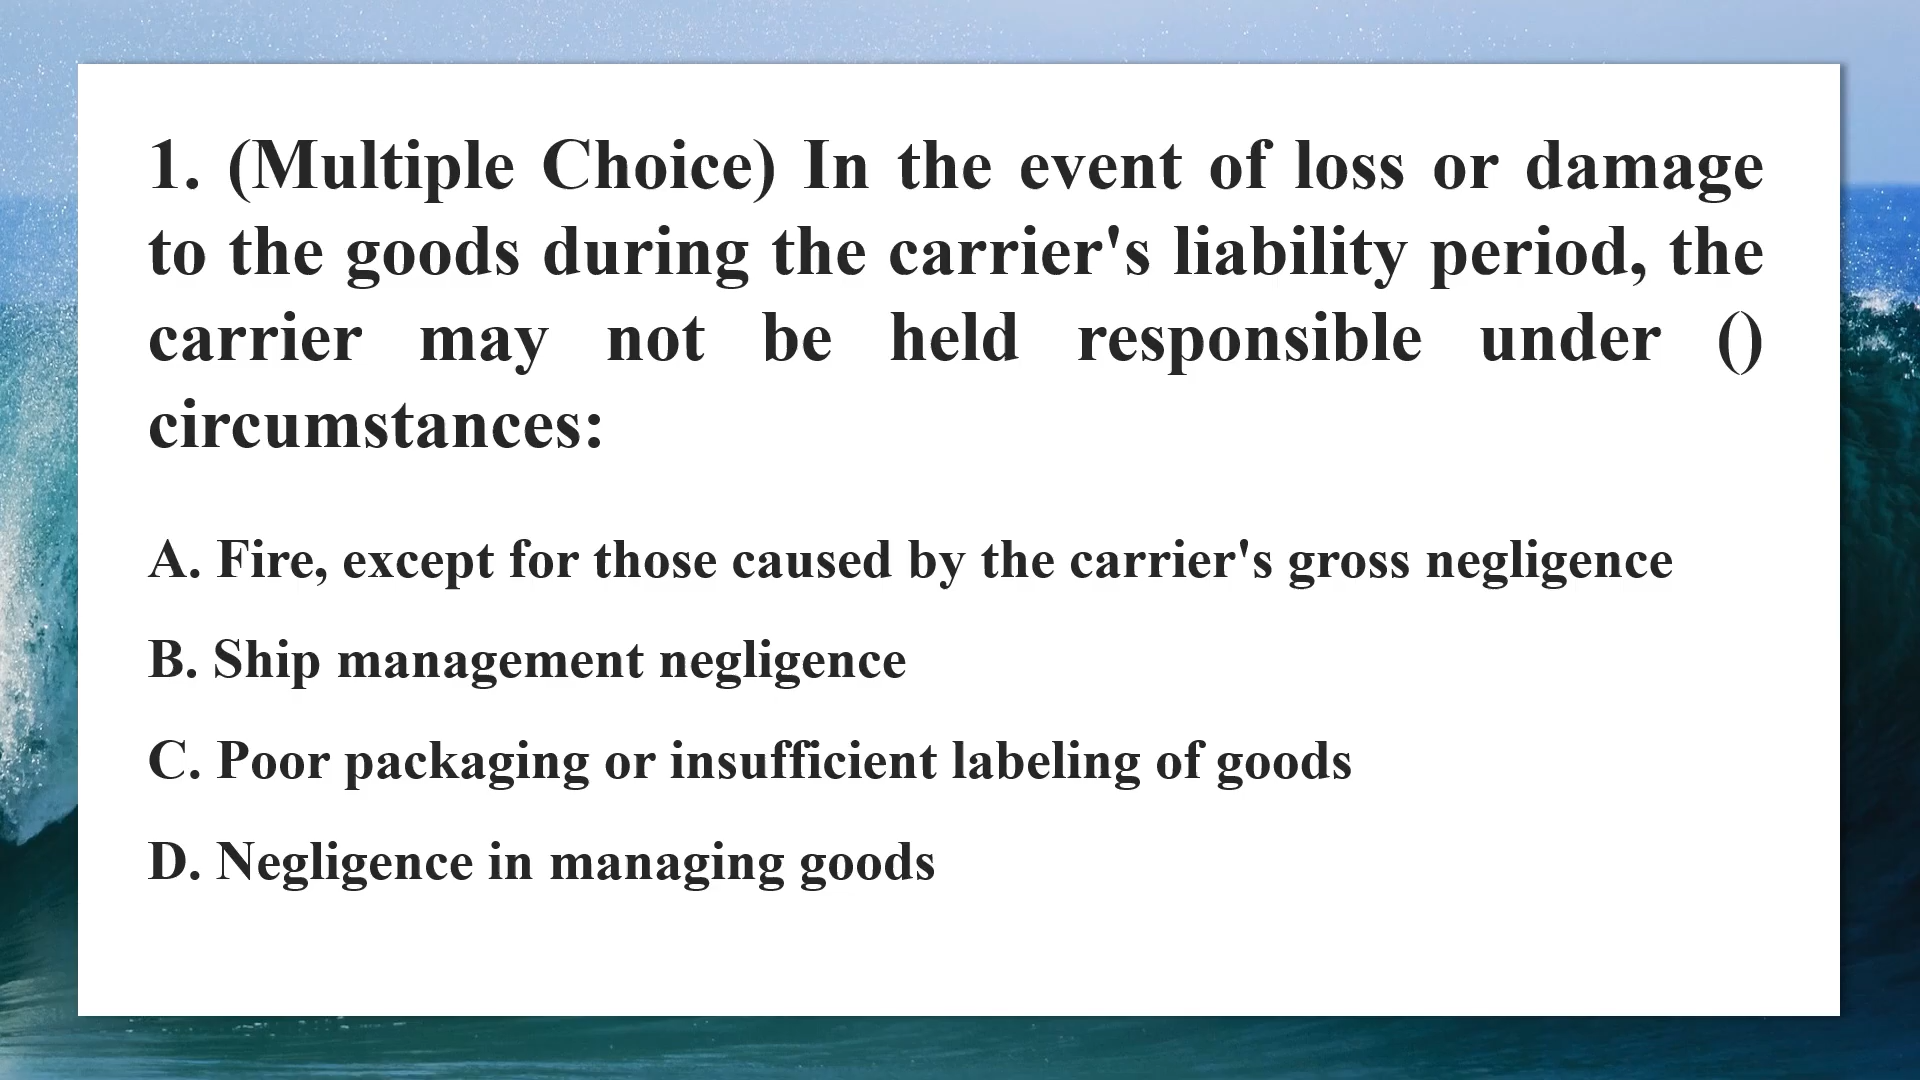 1. (Multiple Choice) In the event of loss or damage
to the goods during the carrier's liability period, the
carrier may not be held responsible under ()
circumstances:
A. Fire, except for those caused by the carrier's gross negligence
B. Ship management negligence
C. Poor packaging or insufficient labeling of goods
D. Negligence in managing goods